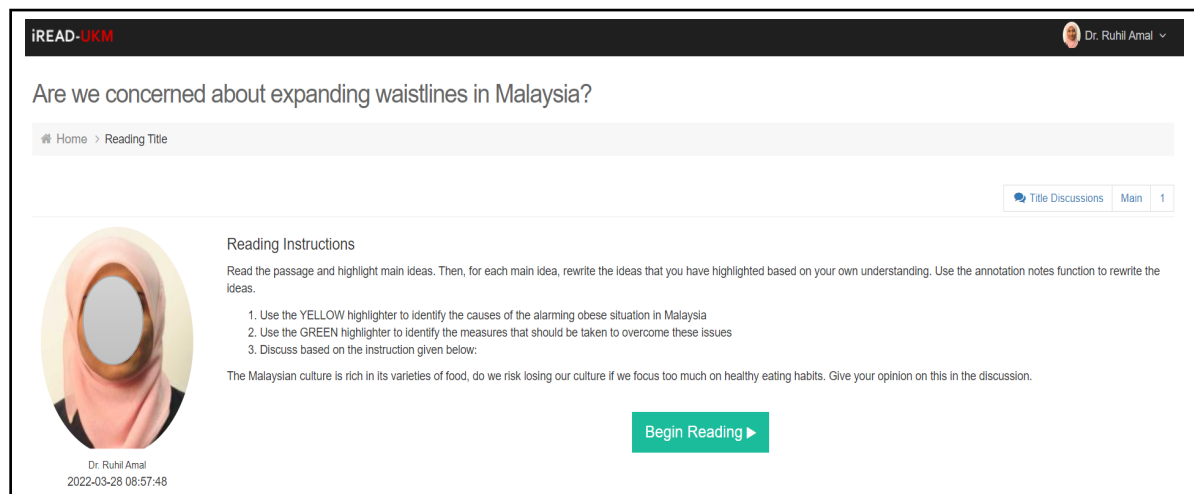 iREAD-UKM
Dr. Ruhil Amal
Are we concerned about expanding waistlines in Malaysia?
Home > Reading Title
Title Discussions Main 1
Reading Instructions
Read the passage and highlight main ideas. Then, for each main idea, rewrite the ideas that you have highlighted based on your own understanding. Use the annotation notes function to rewrite the
ideas.
1. Use the YELLOW highlighter to identify the causes of the alarming obese situation in Malaysia
2. Use the GREEN highlighter to identify the measures that should be taken to overcome these issues
3. Discuss based on the instruction given below:
The Malaysian culture is rich in its varieties of food, do we risk losing our culture if we focus too much on healthy eating habits. Give your opinion on this in the discussion.
Begin Reading
Dr. Ruhil Amal
2022-03-28 08:57:48